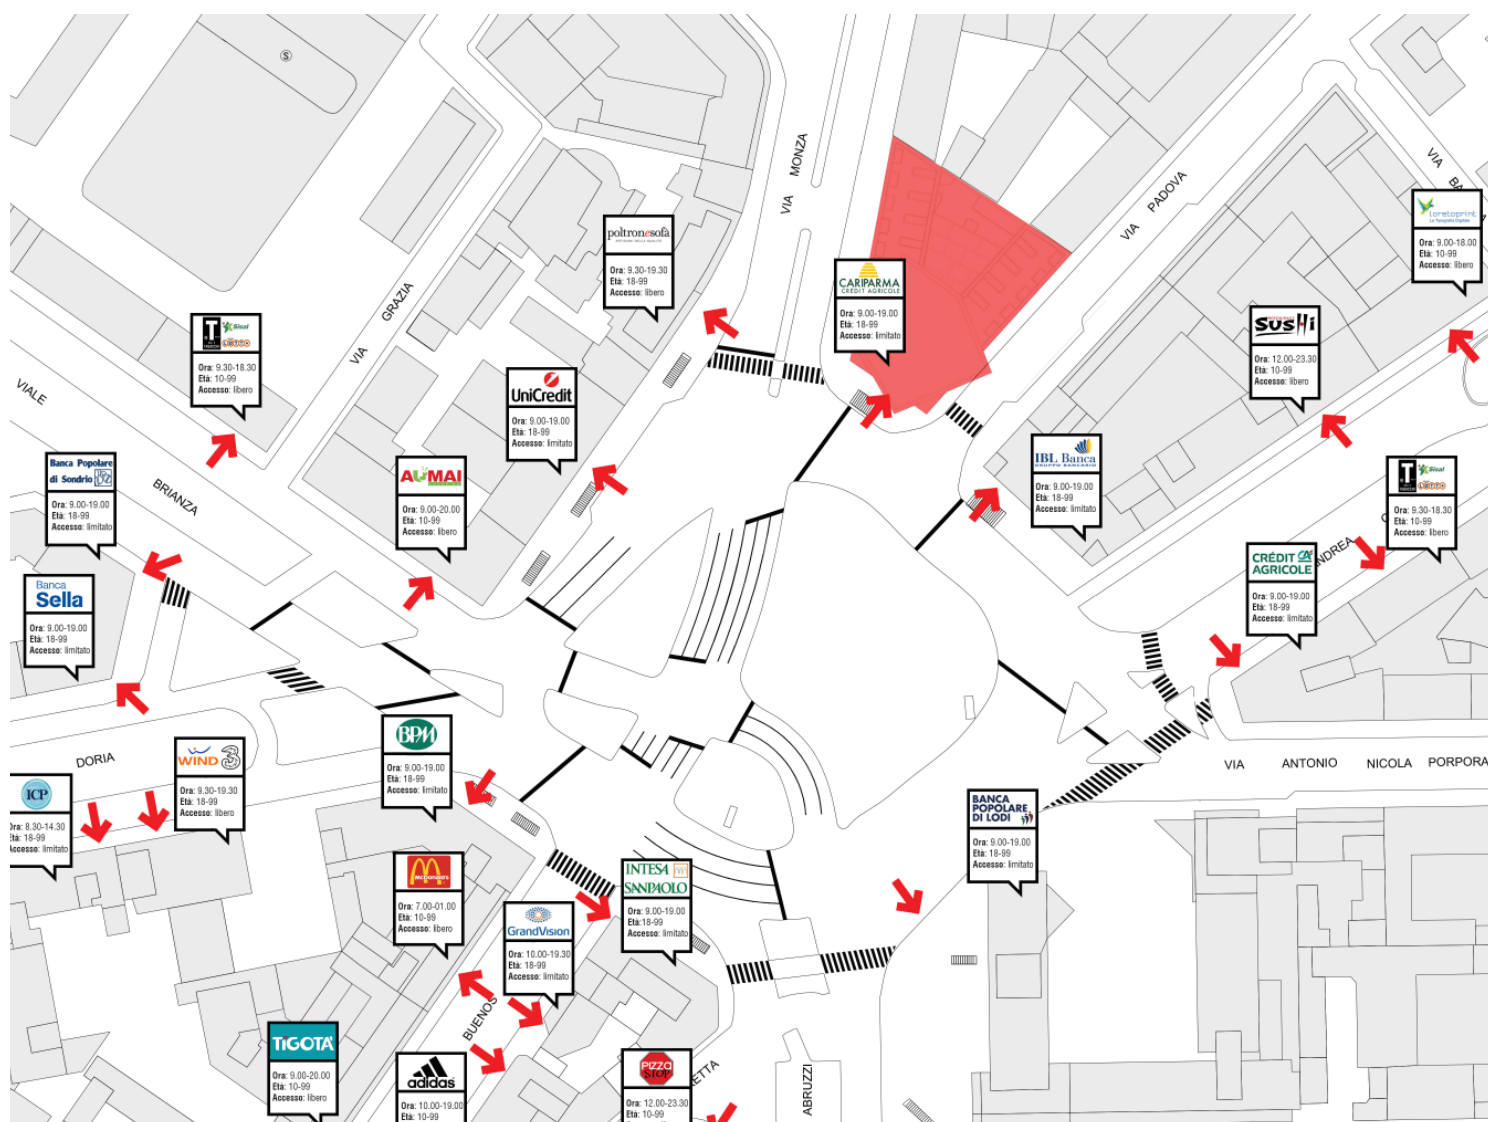 S
VIA MONZA
VIA PADOVA
VIA
VIA GRAZIA
VIALE BRIANZA
DORIA
BUENOS
ABRUZZI
VIA ANTONIO NICOLA PORPORA
poltronesofà
Ora: 9.30-19.30
Età: 18-99
Accesso: libero
CARIPARMA
CRÉDIT AGRICOLE
Ora: 9.00-19.00
Età: 18-99
Accesso: limitato
loretoprint
La Tipografia Digitale
Ora: 9.00-18.00
Età: 10-99
Accesso: libero
T
Sisal
LOTTO
Ora: 9.30-18.30
Età: 10-99
Accesso: libero
SUSHi
Ora: 12.00-23.30
Età: 10-99
Accesso: libero
UniCredit
Ora: 9.00-19.00
Età: 18-99
Accesso: limitato
Banca Popolare
di Sondrio
Ora: 9.00-19.00
Età: 18-99
Accesso: limitato
AUMAI
Ora: 9.00-20.00
Età: 10-99
Accesso: libero
IBL Banca
GRUPPO BANCARIO
Ora: 9.00-19.00
Età: 18-99
Accesso: limitato
T
Sisal
LOTTO
Ora: 9.30-18.30
Età: 10-99
Accesso: libero
CRÉDIT CA
AGRICOLE
Ora: 9.00-19.00
Età: 18-99
Accesso: limitato
Banca
Sella
Ora: 9.00-19.00
Età: 18-99
Accesso: limitato
BPM
Ora: 9.00-19.00
Età: 18-99
Accesso: limitato
WIND 3
Ora: 9.30-19.30
Età: 18-99
Accesso: libero
ICP
Ora: 8.30-14.30
Età: 18-99
Accesso: limitato
BANCA
POPOLARE
DI LODI
Ora: 9.00-19.00
Età: 18-99
Accesso: limitato
McDonald's
Ora: 7.00-01.00
Età: 10-99
Accesso: libero
INTESA
SANPAOLO
Ora: 9.00-19.00
Età:18-99
Accesso: limitato
GrandVision
Ora: 10.00-19.30
Età: 18-99
Accesso: limitato
TIGOTÀ
Ora: 9.00-20.00
Età: 10-99
Accesso: libero
adidas
Ora: 10.00-19.00
Età: 10-99
PIZZA
STOP
Ora: 12.00-23.30
Età: 10-99